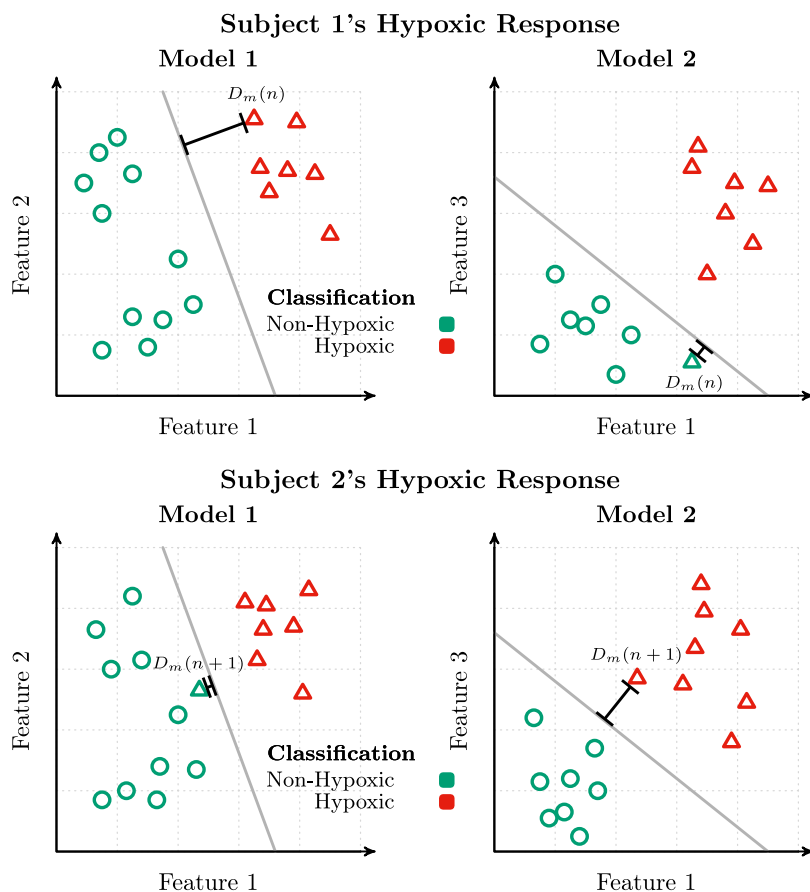 Subject 1's Hypoxic Response
Model 1
Model 2
D_m(n)
Feature 2
Feature 3
Classification
Non-Hypoxic
Hypoxic
D_m(n)
Feature 1
Feature 1
Subject 2's Hypoxic Response
Model 1
Model 2
D_m(n+1)
D_m(n+1)
Feature 2
Feature 3
Classification
Non-Hypoxic
Hypoxic
Feature 1
Feature 1